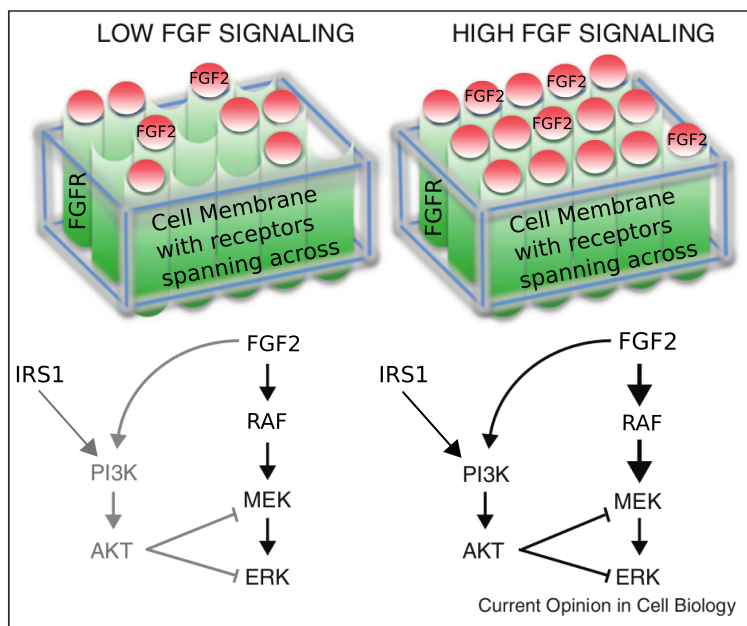 LOW FGF SIGNALING
HIGH FGF SIGNALING
FGF2
FGF2
FGFR
Cell Membrane
with receptors
spanning across
FGF2
FGF2
FGF2
FGF2
FGFR
Cell Membrane
with receptors
spanning across
FGF2
IRS1
RAF
PI3K
MEK
AKT
ERK
FGF2
IRS1
RAF
PI3K
MEK
AKT
ERK
Current Opinion in Cell Biology